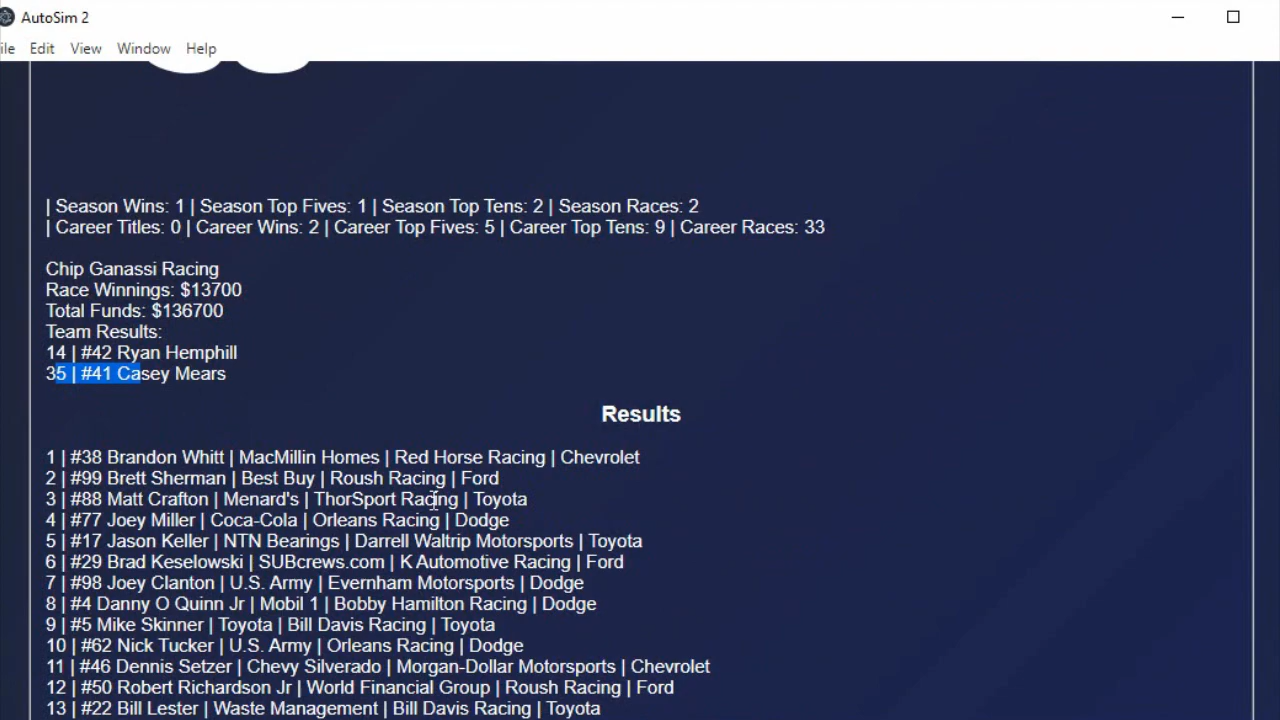 AutoSim 2
ile Edit View Window Help
| Season Wins: 1 | Season Top Fives: 1 | Season Top Tens: 2 | Season Races: 2
| Career Titles: 0 | Career Wins: 2 | Career Top Fives: 5 | Career Top Tens: 9 | Career Races: 33
Chip Ganassi Racing
Race Winnings: $13700
Total Funds: $136700
Team Results:
14 | #42 Ryan Hemphill
35 | #41 Casey Mears
Results
1 | #38 Brandon Whitt | MacMillin Homes | Red Horse Racing | Chevrolet
2 | #99 Brett Sherman | Best Buy | Roush Racing | Ford
3 | #88 Matt Crafton | Menard's | ThorSport Racing | Toyota
4 | #77 Joey Miller | Coca-Cola | Orleans Racing | Dodge
5 | #17 Jason Keller | NTN Bearings | Darrell Waltrip Motorsports | Toyota
6 | #29 Brad Keselowski | SUBcrews.com | K Automotive Racing | Ford
7 | #98 Joey Clanton | U.S. Army | Evernham Motorsports | Dodge
8 | #4 Danny O Quinn Jr | Mobil 1 | Bobby Hamilton Racing | Dodge
9 | #5 Mike Skinner | Toyota | Bill Davis Racing | Toyota
10 | #62 Nick Tucker | U.S. Army | Orleans Racing | Dodge
11 | #46 Dennis Setzer | Chevy Silverado | Morgan-Dollar Motorsports | Chevrolet
12 | #50 Robert Richardson Jr | World Financial Group | Roush Racing | Ford
13 | #22 Bill Lester | Waste Management | Bill Davis Racing | Toyota